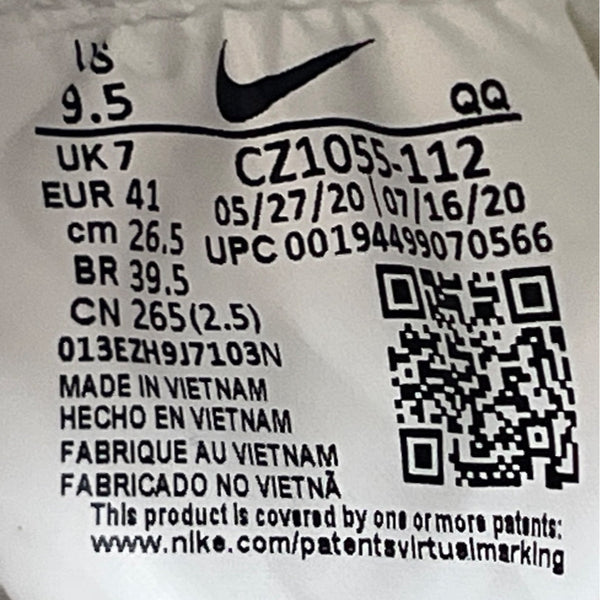 US
9.5
QQ
UK 7
CZ1055-112
EUR 41
05/27/20 | 07/16/20
cm 26.5
UPC 00194499070566
BR 39.5
CN 265(2.5)
013EZH9J7103N
MADE IN VIETNAM
HECHO EN VIETNAM
FABRIQUE AU VIETNAM
FABRICADO NO VIETNÃ
This product is covered by one or more patents:
www.nike.com/patentsvirtualmarking